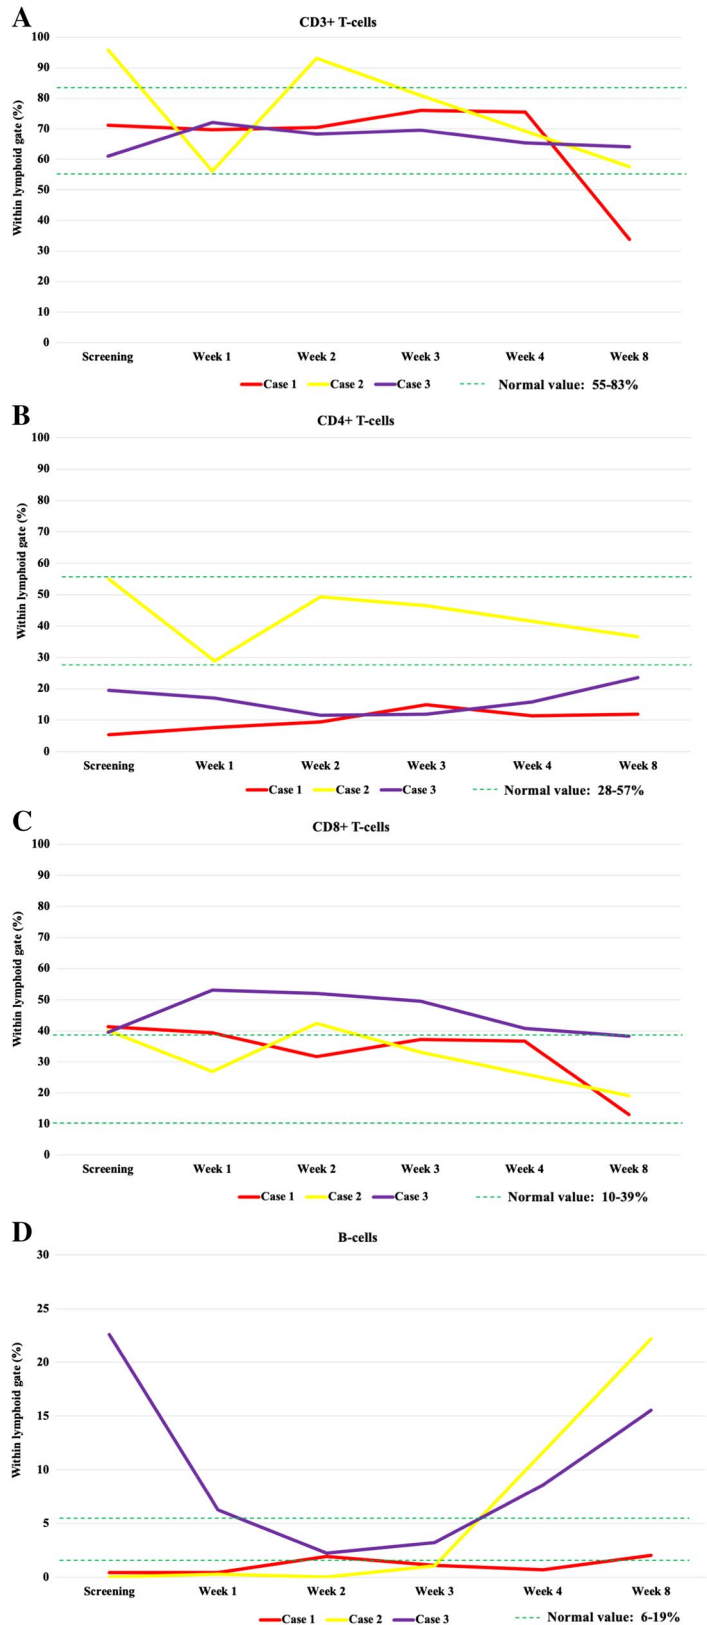 A
CD3+ T-cells
Within lymphoid gate (%)
100
90
80
70
60
50
40
30
20
10
0
Screening Week 1 Week 2 Week 3 Week 4 Week 8
Case 1 Case 2 Case 3 Normal value: 55-83%
B
CD4+ T-cells
Within lymphoid gate (%)
100
90
80
70
60
50
40
30
20
10
0
Screening Week 1 Week 2 Week 3 Week 4 Week 8
Case 1 Case 2 Case 3 Normal value: 28-57%
C
CD8+ T-cells
Within lymphoid gate (%)
100
90
80
70
60
50
40
30
20
10
0
Screening Week 1 Week 2 Week 3 Week 4 Week 8
Case 1 Case 2 Case 3 Normal value: 10-39%
D
B-cells
Within lymphoid gate (%)
30
25
20
15
10
5
0
Screening Week 1 Week 2 Week 3 Week 4 Week 8
Case 1 Case 2 Case 3 Normal value: 6-19%